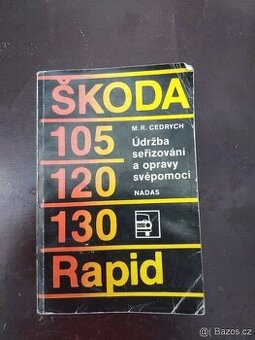 ŠKODA
105
M. R. CEDRYCH
Údržba
seřizování
a opravy
svépomocí
NADAS
120
130
Rapid
Bazos.cz